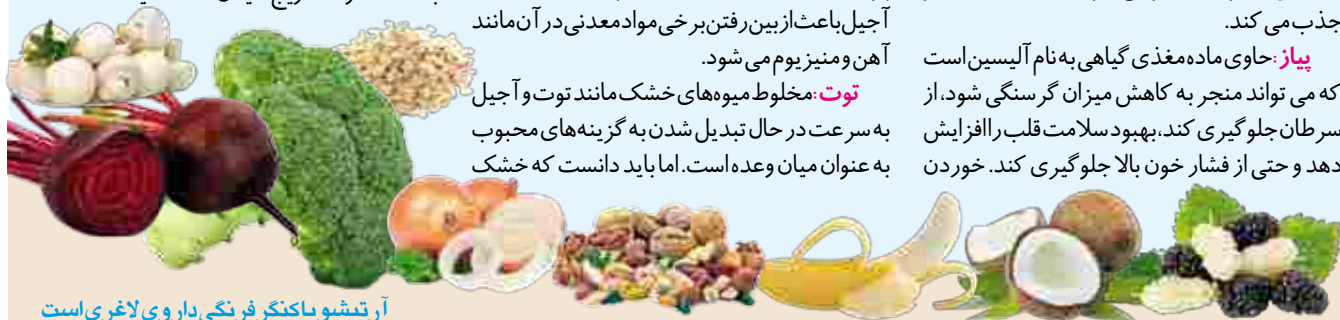 جذب می کند.
پیاز: حاوی ماده مغذی گیاهی به نام آلیسین است
که می تواند منجر به کاهش میزان گرسنگی شود، از
سرطان جلوگیری کند، بهبود سلامت قلب را افزایش
دهد و حتی از فشار خون بالا جلوگیری کند. خوردن
آجیل باعث از بین رفتن برخی مواد معدنی در آن مانند
آهن و منیزیوم می شود.
توت: مخلوط میوه های خشک مانند توت و آجیل
به سرعت در حال تبدیل شدن به گزینه های محبوب
به عنوان میان وعده است. اما باید دانست که خشک
آرتیشو یا کنگر فرنگی داروی لاغری است